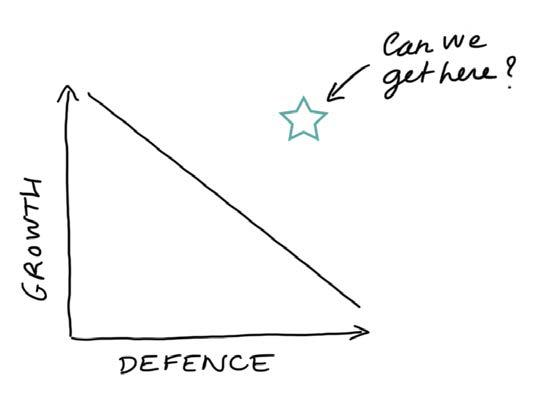 Can we
get here?
GROWTH
DEFENCE